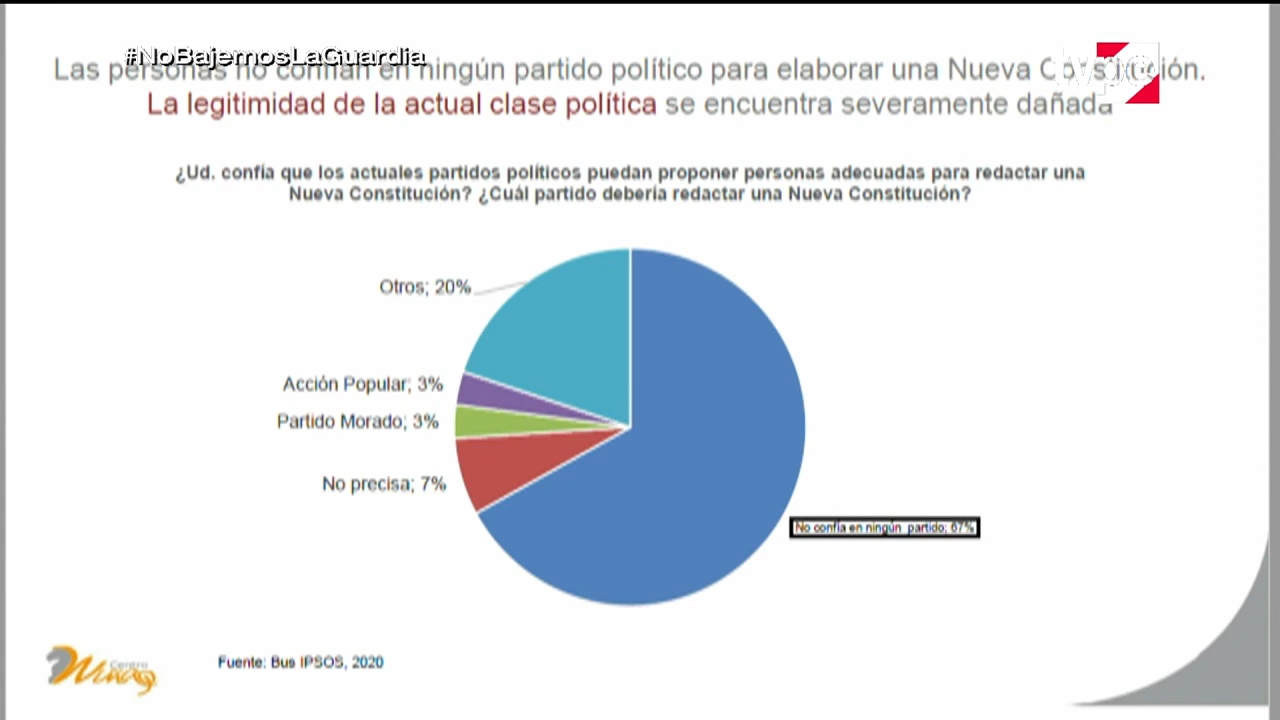 #NoBajemosLaGuardia
tvpe
Las personas no confían en ningún partido político para elaborar una Nueva Constitución.
La legitimidad de la actual clase política se encuentra severamente dañada
¿Ud. confía que los actuales partidos políticos puedan proponer personas adecuadas para redactar una
Nueva Constitución? ¿Cuál partido debería redactar una Nueva Constitución?
Otros; 20%
Acción Popular; 3%
Partido Morado; 3%
No precisa; 7%
No confía en ningún partido; 67%
Centro
Wiñaq
Fuente: Bus IPSOS, 2020